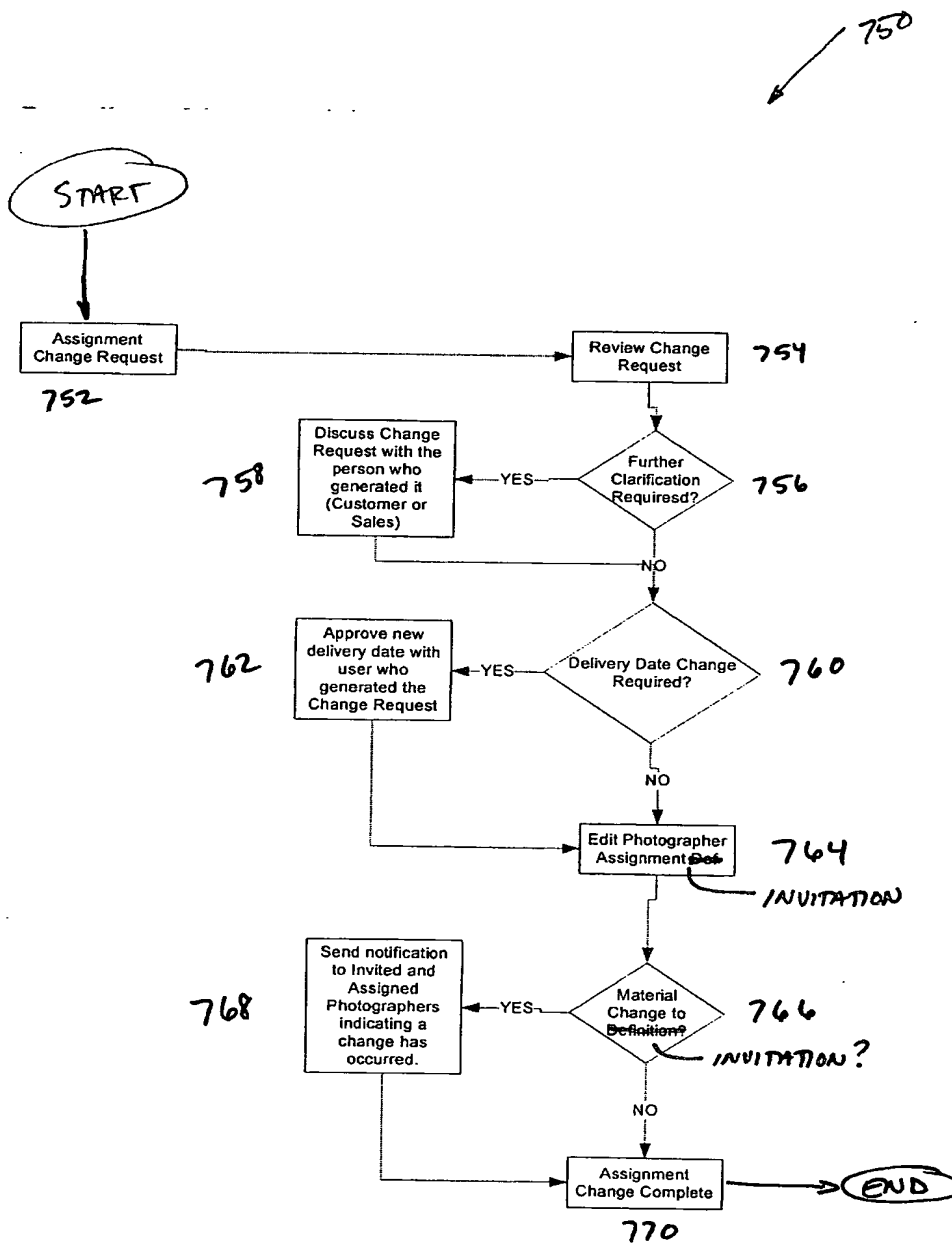 750
START
Assignment
Change Request
752
Review Change
Request
754
Discuss Change
Request with the
person who
generated it
(Customer or
Sales)
758
YES
Further
Clarification
Requiresd?
756
NO
Approve new
delivery date with
user who
generated the
Change Request
762
YES
Delivery Date Change
Required?
760
NO
Edit Photographer
Assignment Def
764
INVITATION
Send notification
to Invited and
Assigned
Photographers
indicating a
change has
occurred.
768
YES
Material
Change to
Definition?
766
INVITATION?
NO
Assignment
Change Complete
770
END